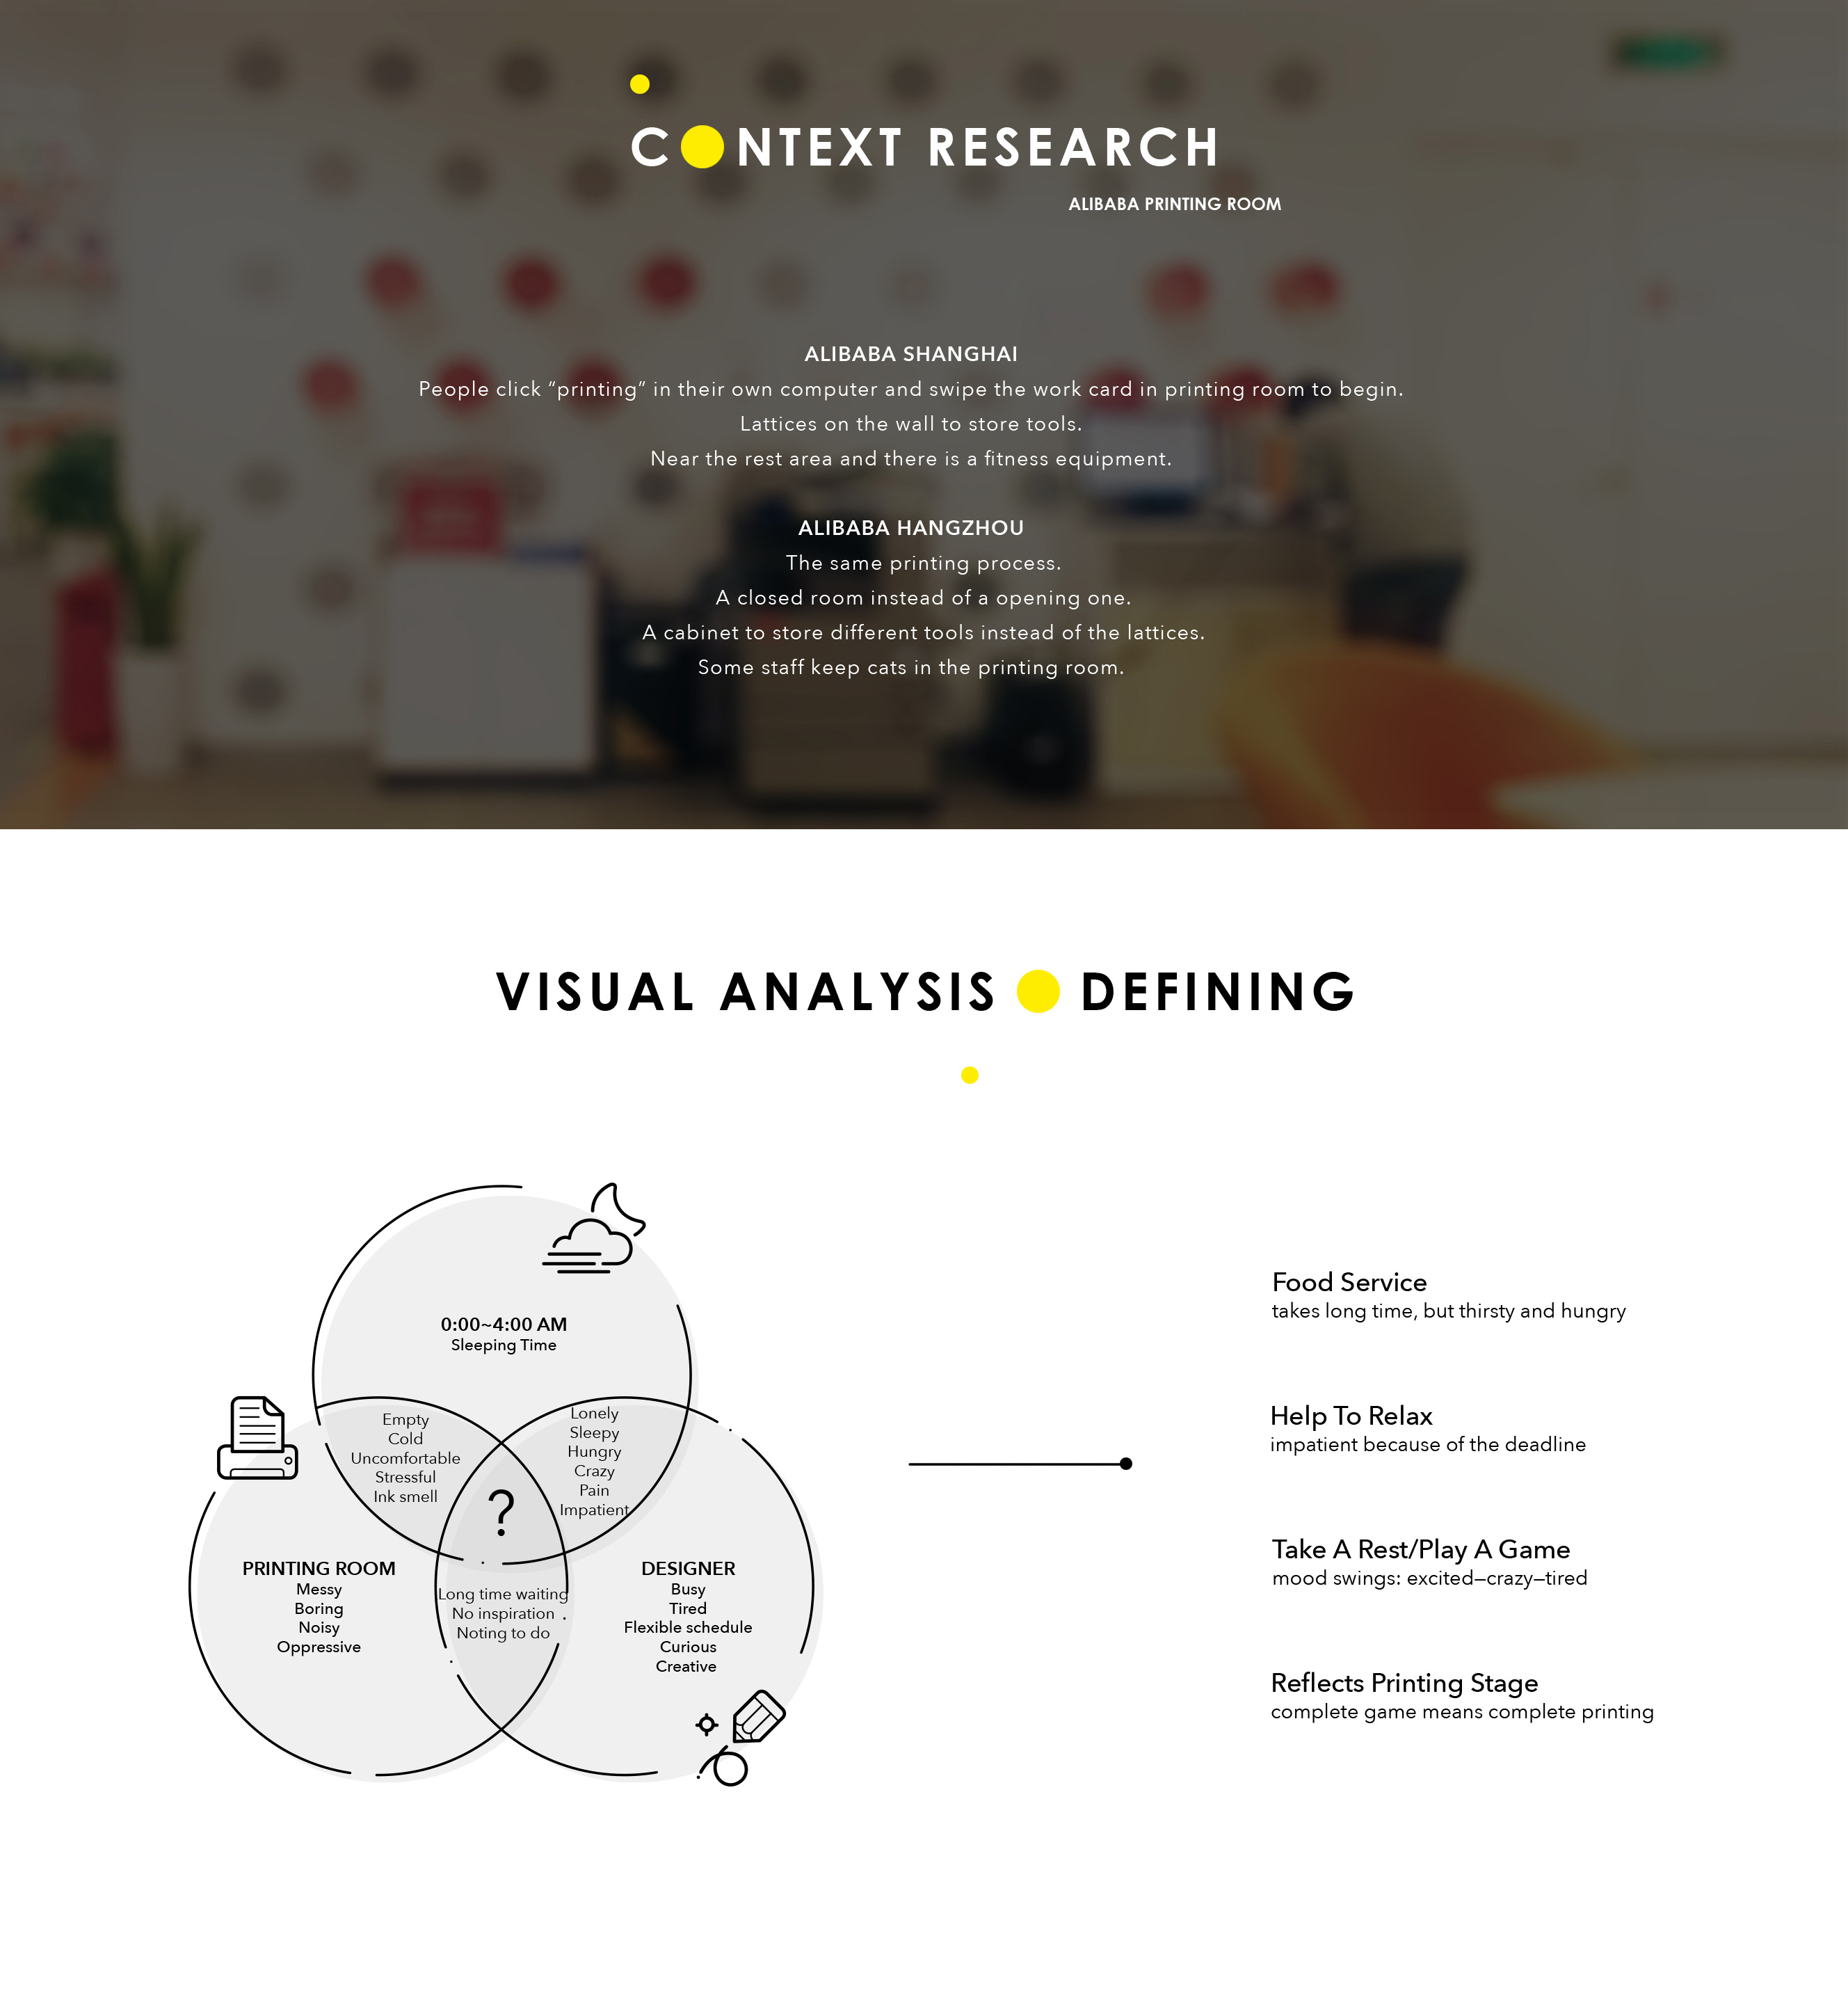 C NTEXT RESEARCH
ALIBABA PRINTING ROOM
ALIBABA SHANGHAI
People click “printing” in their own computer and swipe the work card in printing room to begin.
Lattices on the wall to store tools.
Near the rest area and there is a fitness equipment.
ALIBABA HANGZHOU
The same printing process.
A closed room instead of a opening one.
A cabinet to store different tools instead of the lattices.
Some staff keep cats in the printing room.
VISUAL ANALYSIS DEFINING
0:00~4:00 AM
Sleeping Time
Empty
Cold
Uncomfortable
Stressful
Ink smell
Lonely
Sleepy
Hungry
Crazy
Pain
Impatient
?
PRINTING ROOM
Messy
Boring
Noisy
Oppressive
Long time waiting
No inspiration
Noting to do
DESIGNER
Busy
Tired
Flexible schedule
Curious
Creative
Food Service
takes long time, but thirsty and hungry
Help To Relax
impatient because of the deadline
Take A Rest/Play A Game
mood swings: excited—crazy—tired
Reflects Printing Stage
complete game means complete printing